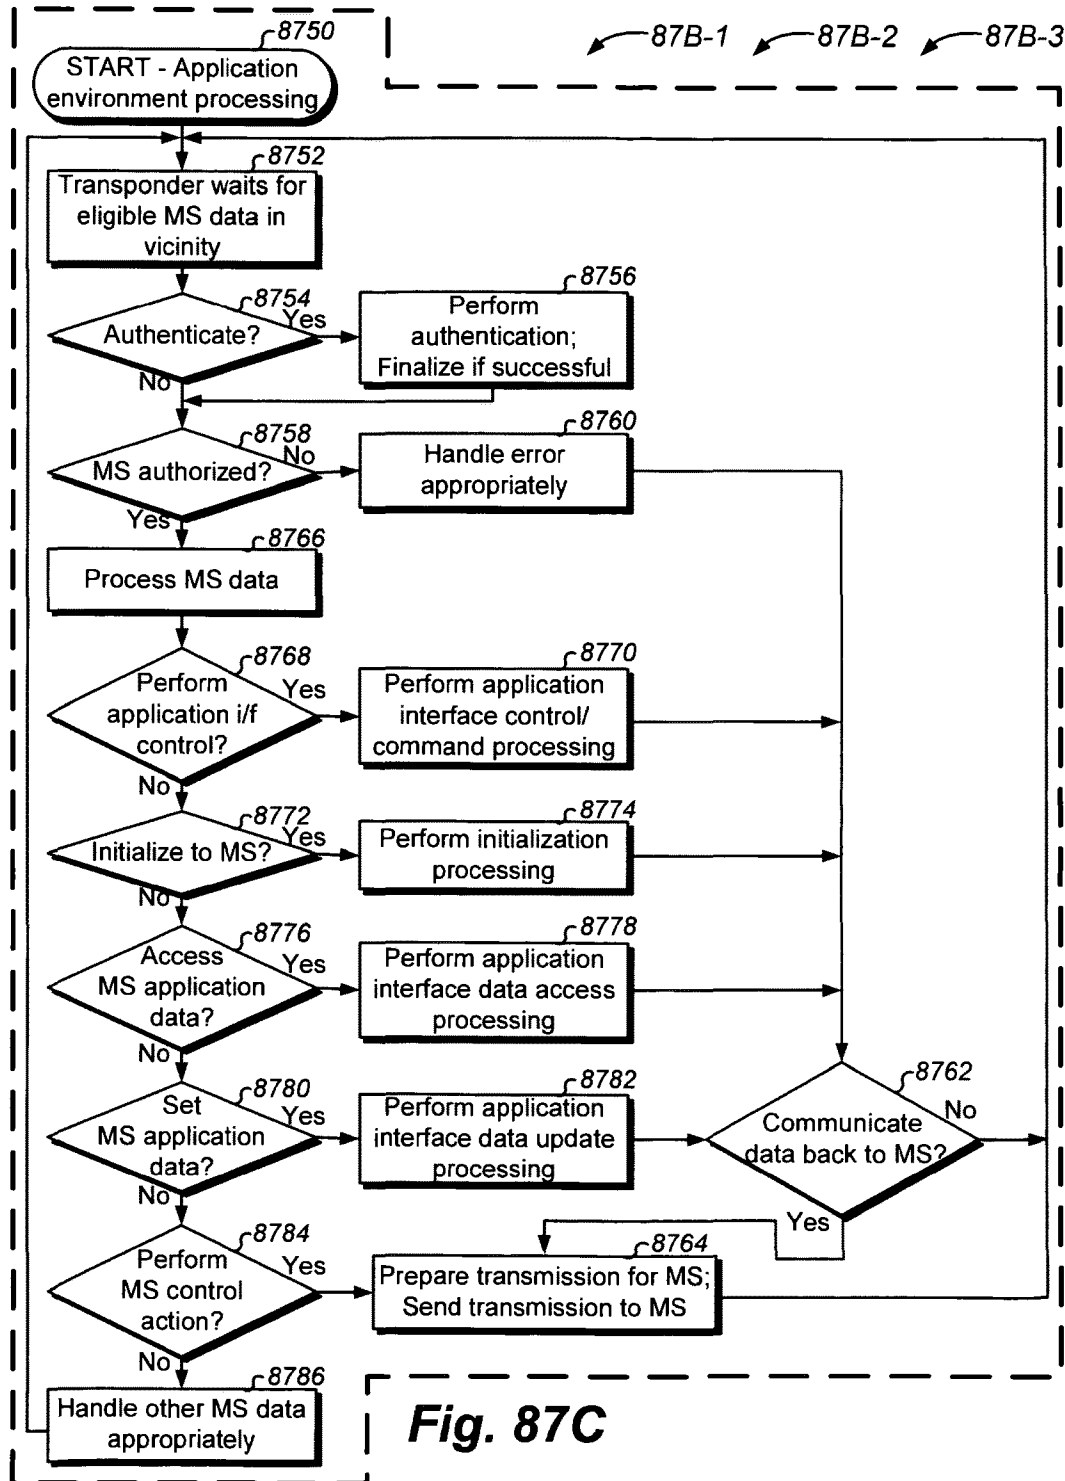 8750
87B-1
87B-2
87B-3
START - Application
environment processing
8752
Transponder waits for
eligible MS data in
vicinity
8754
Authenticate?
Yes
No
8756
Perform
authentication;
Finalize if successful
8758
MS authorized?
No
Yes
8760
Handle error
appropriately
8766
Process MS data
8768
Perform
application i/f
control?
Yes
No
8770
Perform application
interface control/
command processing
8772
Initialize to MS?
Yes
No
8774
Perform initialization
processing
8776
Access
MS application
data?
Yes
No
8778
Perform application
interface data access
processing
8780
Set
MS application
data?
Yes
No
8782
Perform application
interface data update
processing
8762
Communicate
data back to MS?
No
Yes
8784
Perform
MS control
action?
Yes
No
8764
Prepare transmission for MS;
Send transmission to MS
8786
Handle other MS data
appropriately
Fig. 87C